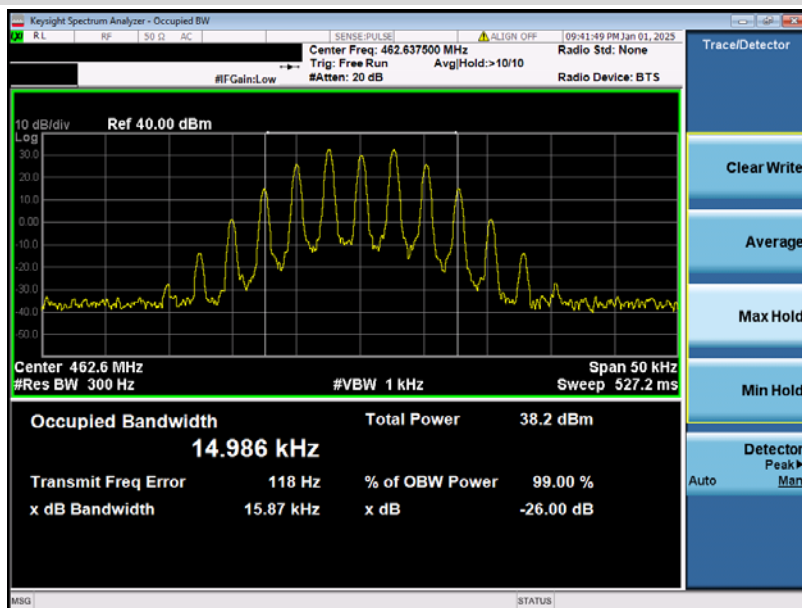 Keysight Spectrum Analyzer - Occupied BW
RL RF 50 Ω AC SENSE:PULSE ALIGN OFF 09:41:49 PM Jan 01, 2025
Center Freq: 462.637500 MHz Radio Std: None
Trig: Free Run Avg|Hold:>10/10
#IFGain:Low #Atten: 20 dB Radio Device: BTS
10 dB/div Ref 40.00 dBm
Log
30.0
20.0
10.0
0.00
-10.0
-20.0
-30.0
-40.0
-50.0
Center 462.6 MHz Span 50 kHz
#Res BW 300 Hz #VBW 1 kHz Sweep 527.2 ms
Occupied Bandwidth Total Power 38.2 dBm
14.986 kHz
Transmit Freq Error 118 Hz % of OBW Power 99.00 %
x dB Bandwidth 15.87 kHz x dB -26.00 dB
MSG STATUS
Trace/Detector
Clear Write
Average
Max Hold
Min Hold
Detector
Peak▶
Auto Man